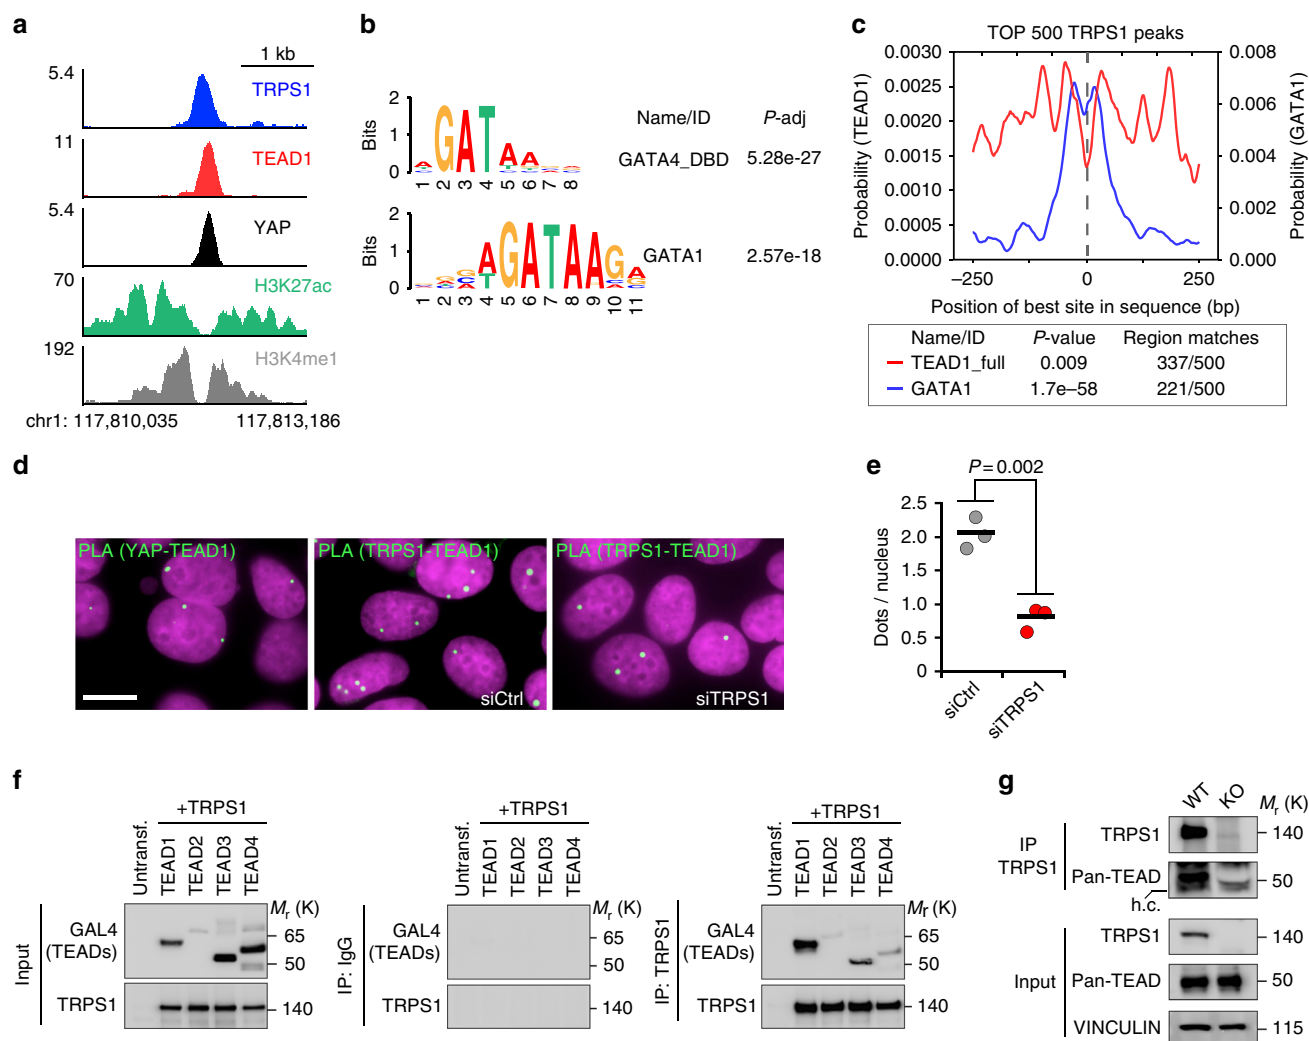 a
1 kb
5.4
TRPS1
11
TEAD1
5.4
YAP
70
H3K27ac
192
H3K4me1
chr1: 117,810,035
117,813,186
b
Name/ID
P-adj
2
1
0
Bits
GATAA
1 2 3 4 5 6 7 8
GATA4_DBD
5.28e-27
2
1
0
Bits
AGATAAGA
1 2 3 4 5 6 7 8 9 10 11
GATA1
2.57e-18
c
TOP 500 TRPS1 peaks
Probability (TEAD1)
0.0030
0.0025
0.0020
0.0015
0.0010
0.0005
0.0000
0.008
0.006
0.004
0.002
0.000
Probability (GATA1)
−250
0
250
Position of best site in sequence (bp)
Name/ID P-value Region matches
TEAD1_full 0.009 337/500
GATA1 1.7e–58 221/500
d
PLA (YAP-TEAD1)
PLA (TRPS1-TEAD1)
siCtrl
PLA (TRPS1-TEAD1)
siTRPS1
e
P = 0.002
Dots / nucleus
2.5
2.0
1.5
1.0
0.5
0
siCtrl
siTRPS1
f
+TRPS1
Untransf.
TEAD1
TEAD2
TEAD3
TEAD4
Mr (K)
Input
GAL4
(TEADs)
65
50
TRPS1
140
+TRPS1
Untransf.
TEAD1
TEAD2
TEAD3
TEAD4
Mr (K)
IP: IgG
GAL4
(TEADs)
65
50
TRPS1
140
+TRPS1
Untransf.
TEAD1
TEAD2
TEAD3
TEAD4
Mr (K)
IP: TRPS1
GAL4
(TEADs)
65
50
TRPS1
140
g
WT
KO
Mr (K)
IP
TRPS1
TRPS1
140
Pan-TEAD
50
h.c.
Input
TRPS1
140
Pan-TEAD
50
VINCULIN
115